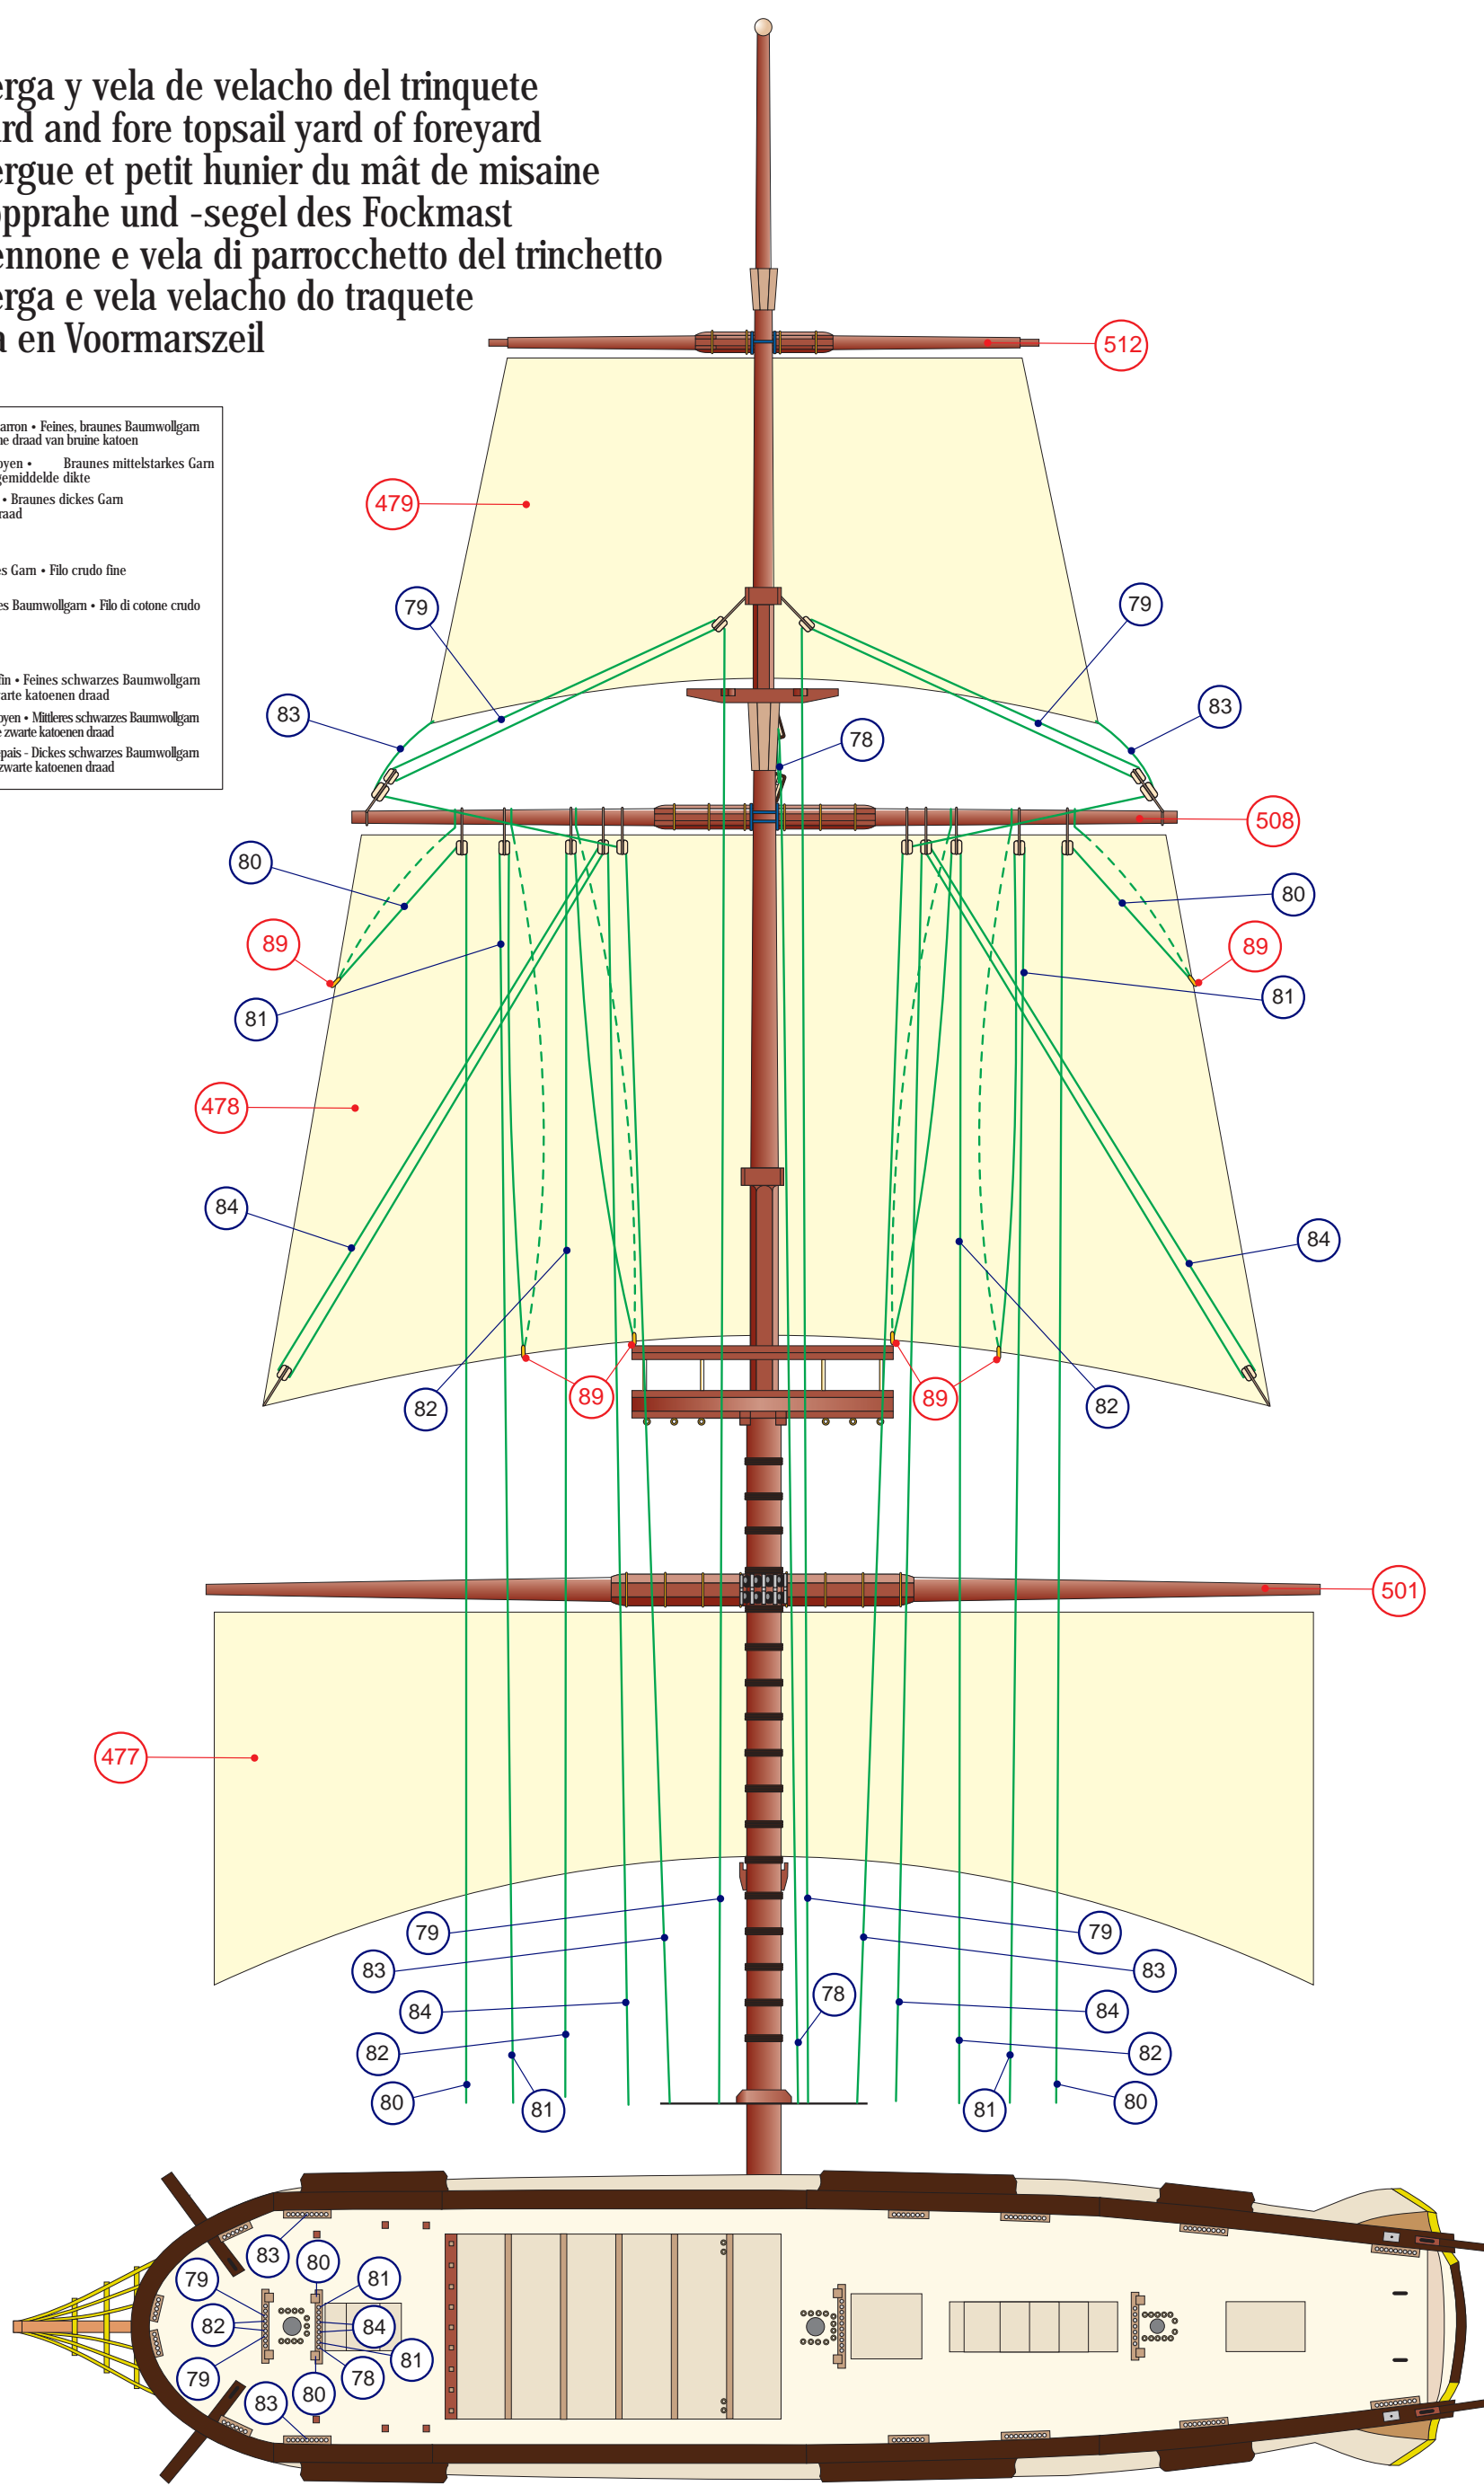 erga y vela de velacho del trinquete
ard and fore topsail yard of foreyard
ergue et petit hunier du mât de misaine
opprahe und -segel des Fockmast
ennone e vela di parrocchetto del trinchetto
erga e vela velacho do traquete
a en Voormarszeil
arron • Feines, braunes Baumwollgarn
ne draad van bruine katoen
oyen • Braunes mittelstarkes Garn
gemiddelde dikte
• Braunes dickes Garn
raad
es Garn • Filo crudo fine
es Baumwollgarn • Filo di cotone crudo
fin • Feines schwarzes Baumwollgarn
warte katoenen draad
oyen • Mittleres schwarzes Baumwollgarn
e zwarte katoenen draad
épais - Dickes schwarzes Baumwollgarn
zwarte katoenen draad
512
479
79
79
83
83
78
508
80
80
89
89
81
81
478
84
84
82
89
89
82
501
477
79
79
83
83
84
78
84
82
82
80
81
81
80
83
80
79
81
82
84
81
79
78
80
83